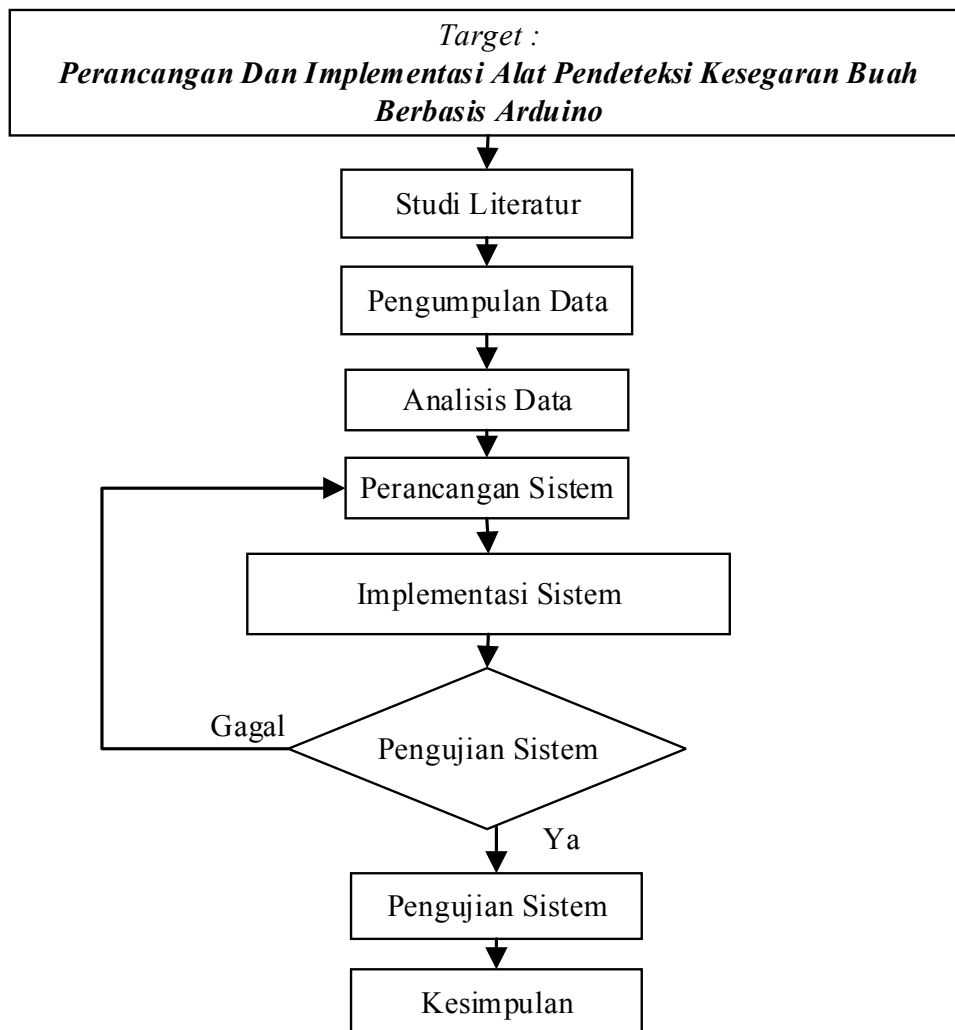 Target :
Perancangan Dan Implementasi Alat Pendeteksi Kesegaran Buah
Berbasis Arduino
Studi Literatur
Pengumpulan Data
Analisis Data
Perancangan Sistem
Implementasi Sistem
Gagal
Pengujian Sistem
Ya
Pengujian Sistem
Kesimpulan